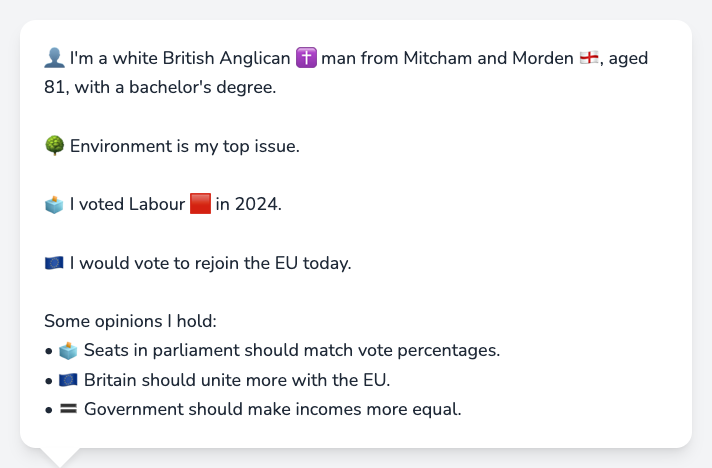 👤 I'm a white British Anglican ✝️ man from Mitcham and Morden 🏴󠁧󠁢󠁥󠁮󠁧󠁿, aged
81, with a bachelor's degree.
🌳 Environment is my top issue.
🗳️ I voted Labour 🟥 in 2024.
🇪🇺 I would vote to rejoin the EU today.
Some opinions I hold:
• 🗳️ Seats in parliament should match vote percentages.
• 🇪🇺 Britain should unite more with the EU.
• 🟰 Government should make incomes more equal.